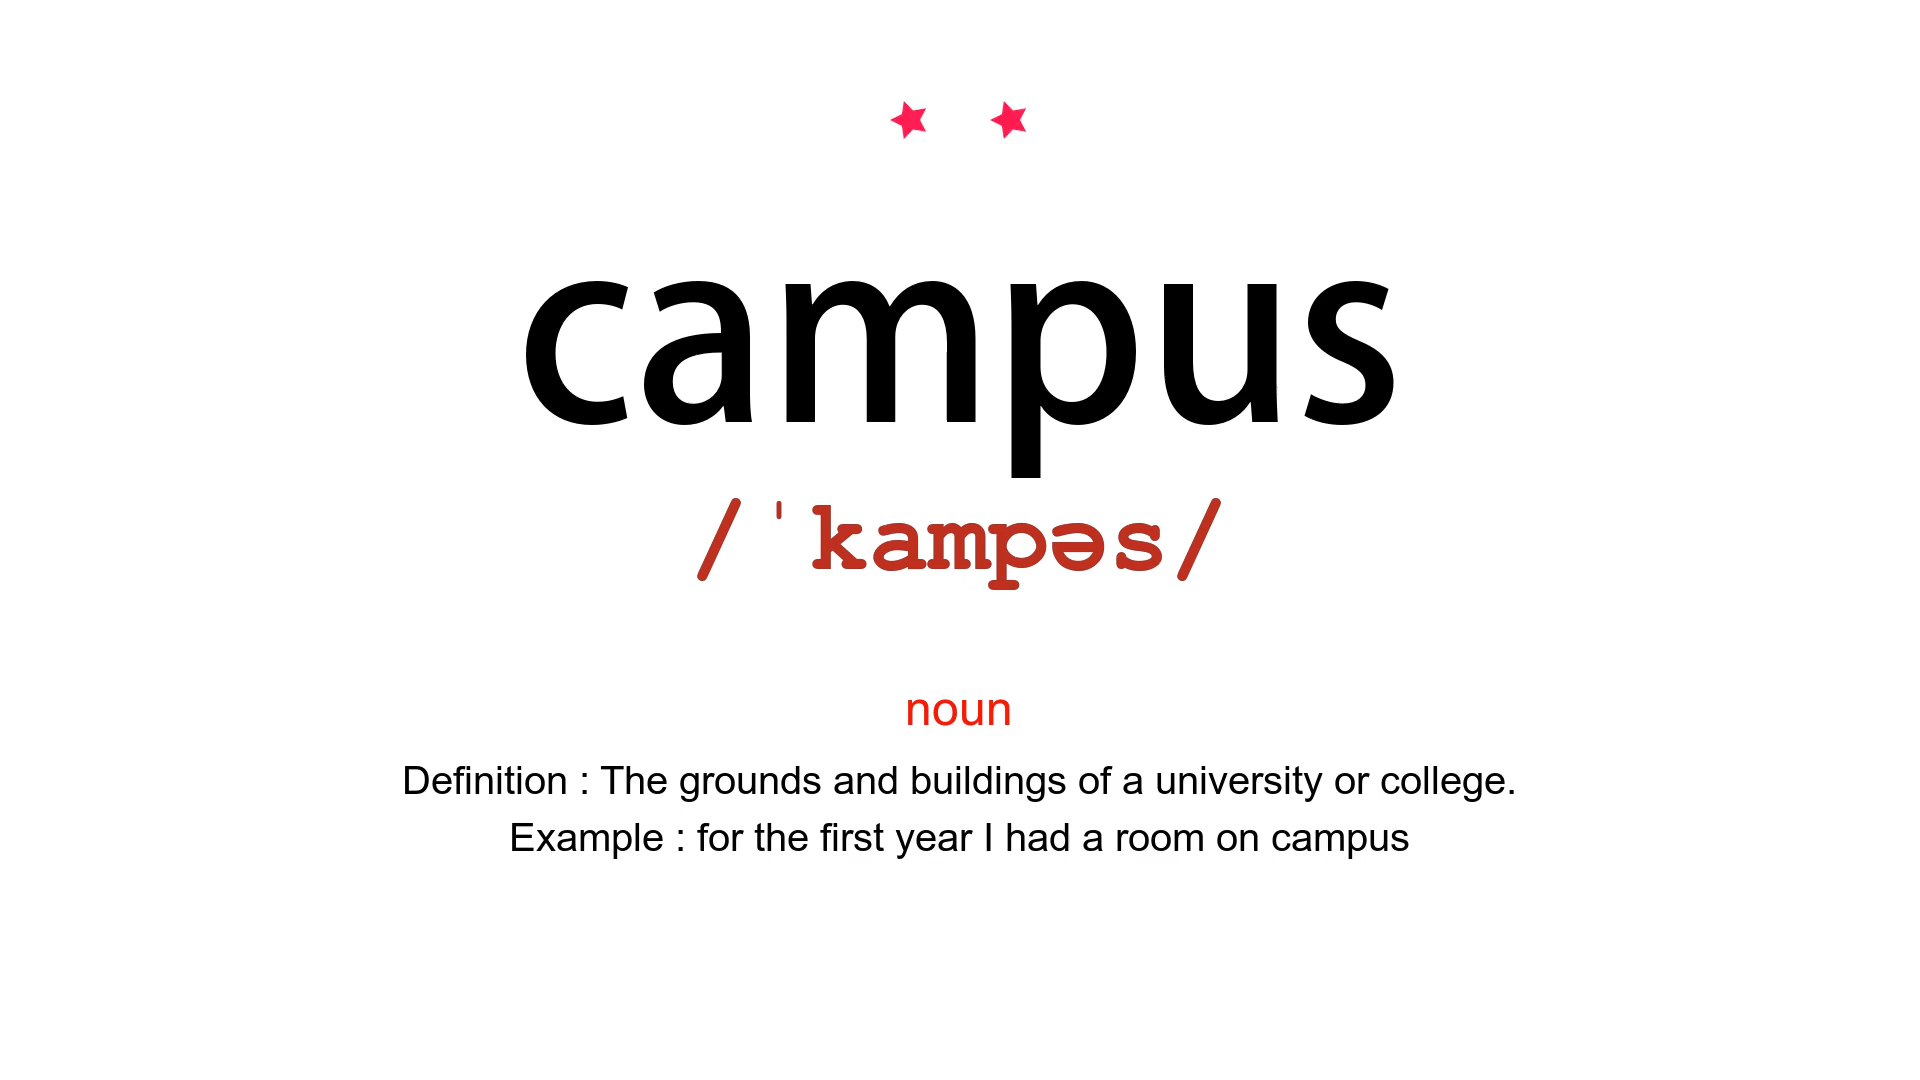 campus
/ˈkampəs/
noun
Definition : The grounds and buildings of a university or college.
Example : for the first year I had a room on campus